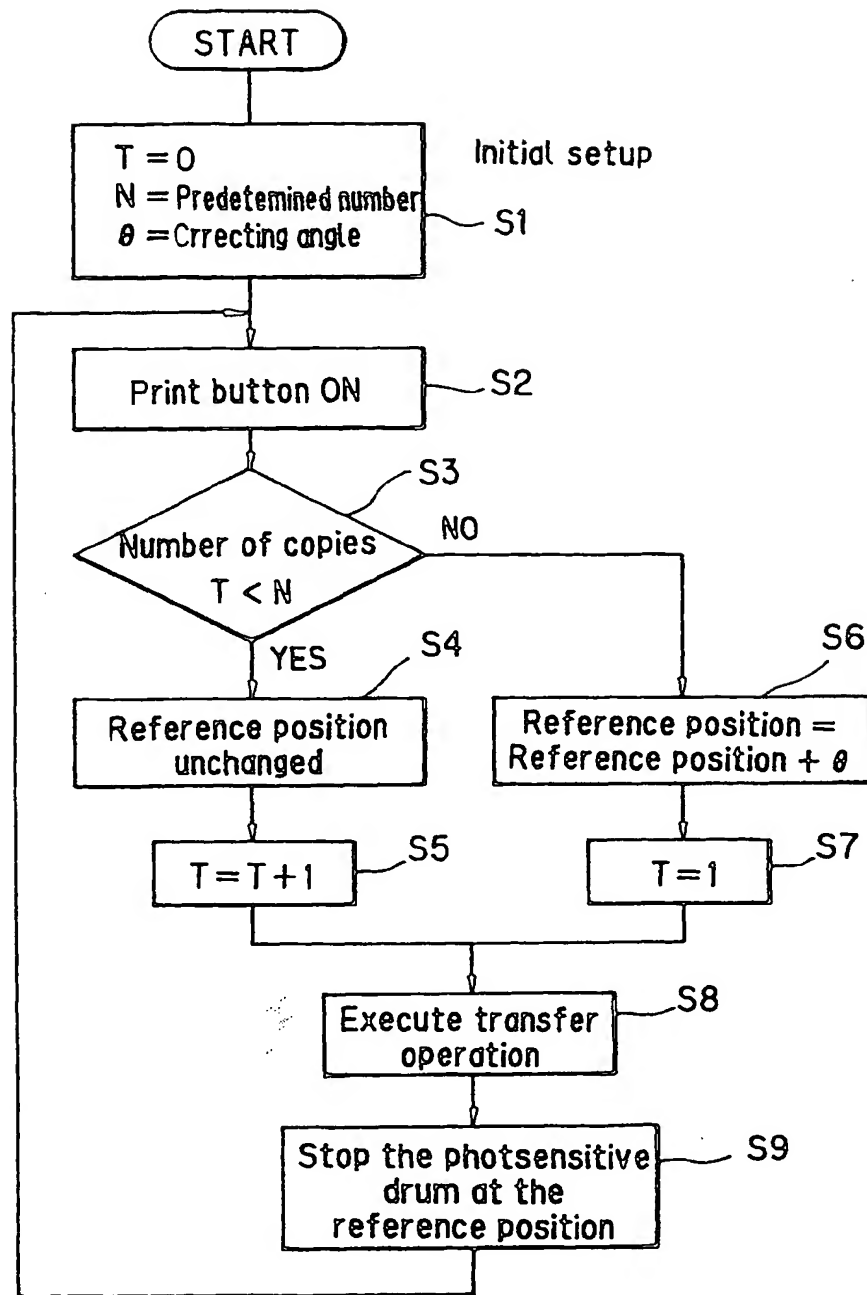 START
T = 0
N = Predetemined number
θ = Crrecting angle
Initial setup
S1
Print button ON
S2
S3
Number of copies
T < N
NO
YES
S4
Reference position
unchanged
S6
Reference position =
Reference position + θ
T = T + 1
S5
T = 1
S7
Execute transfer
operation
S8
Stop the photsensitive
drum at the
reference position
S9